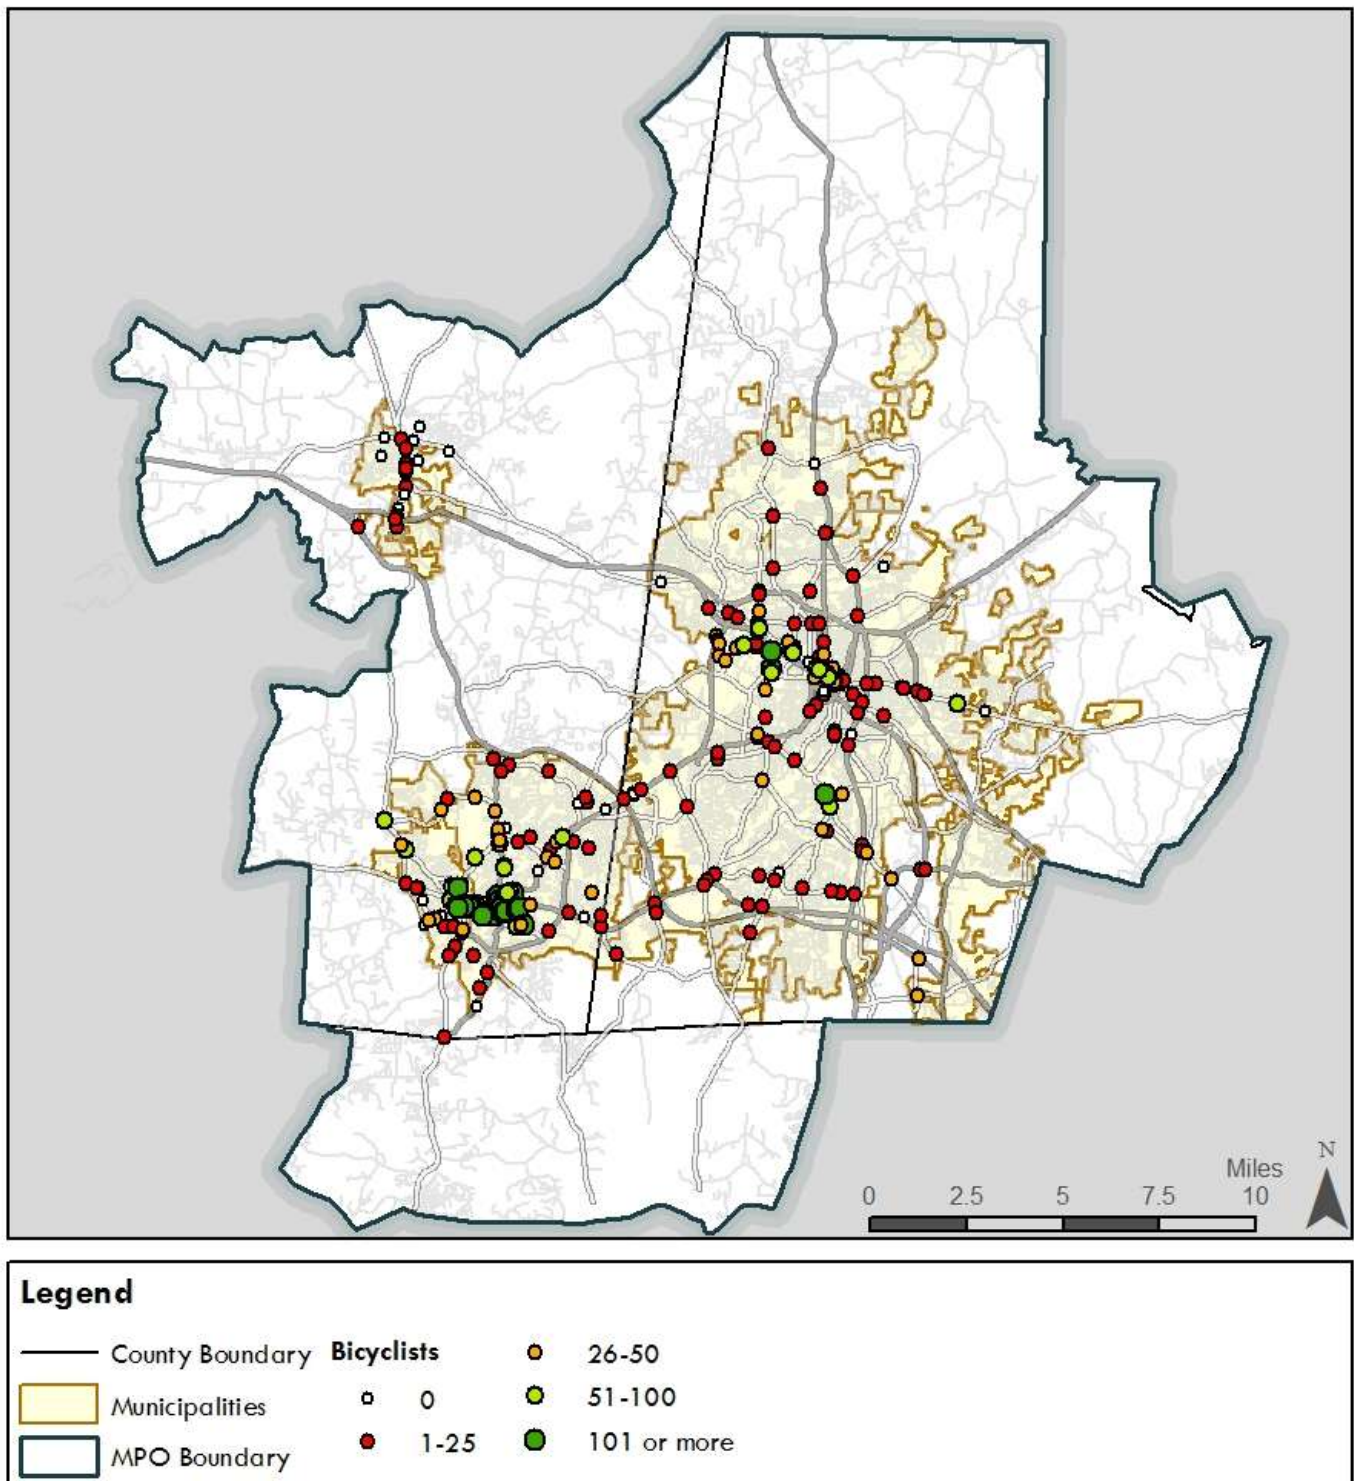 N
Miles
0 2.5 5 7.5 10
Legend
County Boundary Bicyclists 26-50
Municipalities 0 51-100
MPO Boundary 1-25 101 or more